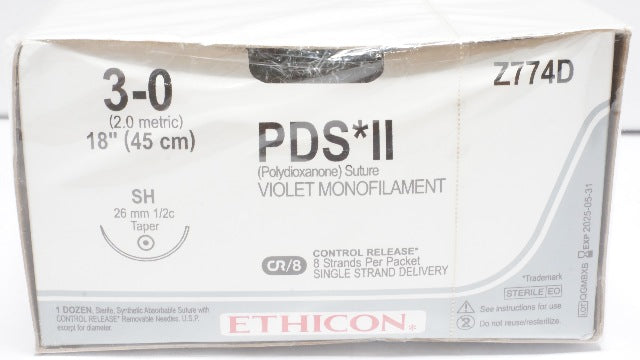 3-0
(2.0 metric)
18" (45 cm)
SH
26 mm 1/2c
Taper
1 DOZEN, Sterile, Synthetic Absorbable Suture with
CONTROL RELEASE* Removable Needles, U.S.P.
except for diameter.
PDS*II
(Polydioxanone) Suture
VIOLET MONOFILAMENT
CR/8
CONTROL RELEASE*
8 Strands Per Packet
SINGLE STRAND DELIVERY
ETHICON*
Z774D
*Trademark
STERILE EO
See instructions for use.
Do not reuse/resterilize.
LOT QGMBXS
EXP 2025-05-31